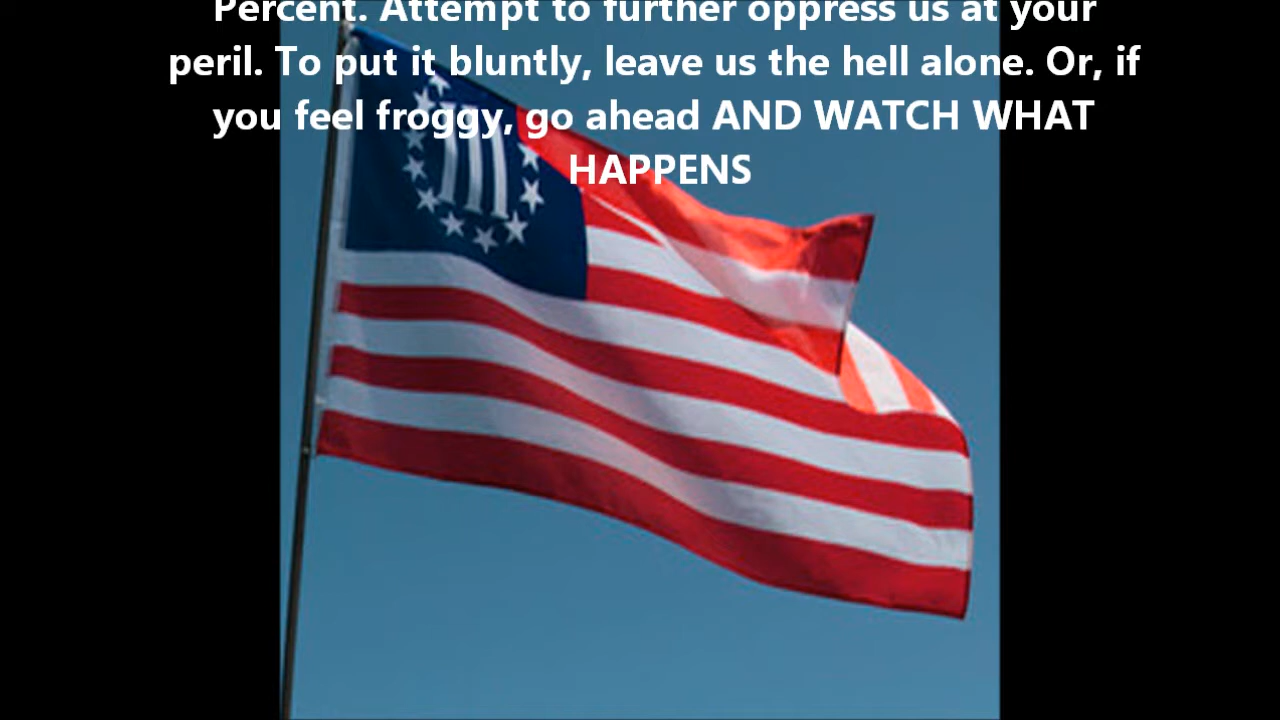 Percent. Attempt to further oppress us at your
peril. To put it bluntly, leave us the hell alone. Or, if
you feel froggy, go ahead AND WATCH WHAT
HAPPENS
III